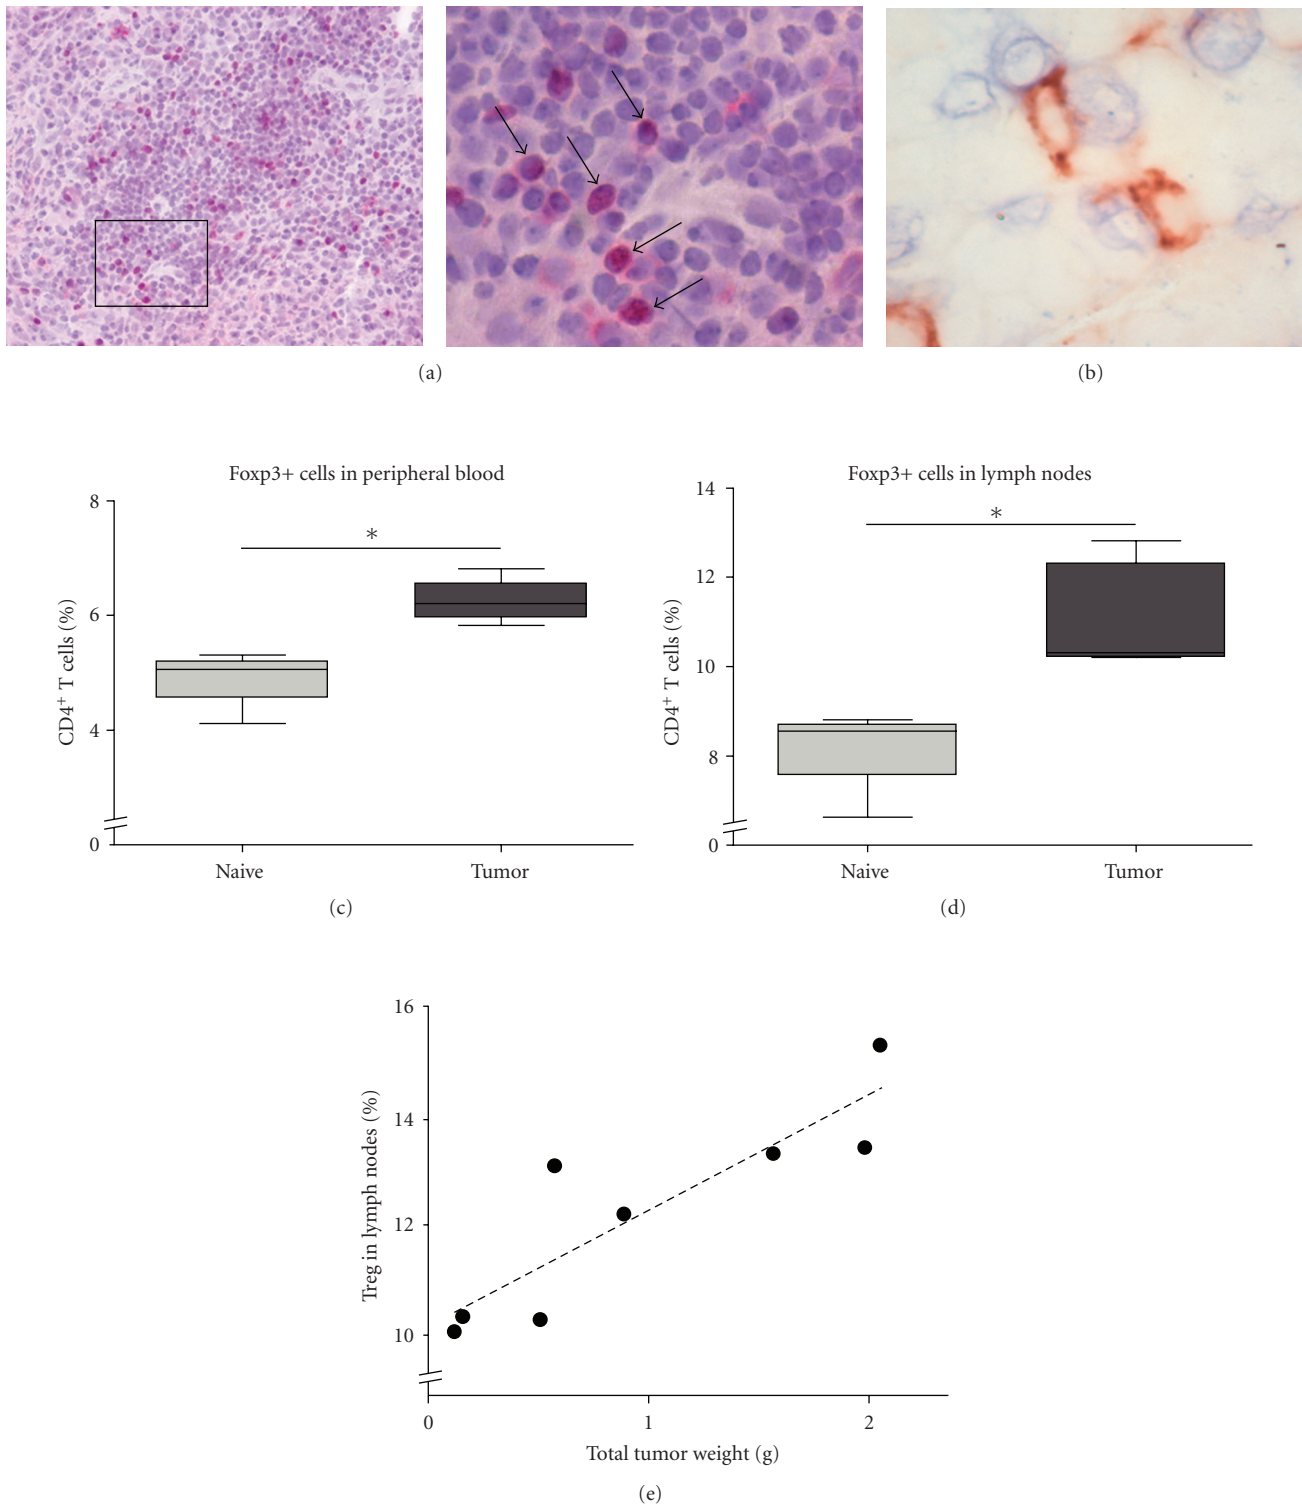 (a)
(b)
Foxp3+ cells in peripheral blood
8
6
4
0
CD4⁺ T cells (%)
*
Naive
Tumor
(c)
Foxp3+ cells in lymph nodes
14
12
10
8
0
CD4⁺ T cells (%)
*
Naive
Tumor
(d)
16
14
12
10
Treg in lymph nodes (%)
0
1
2
Total tumor weight (g)
(e)